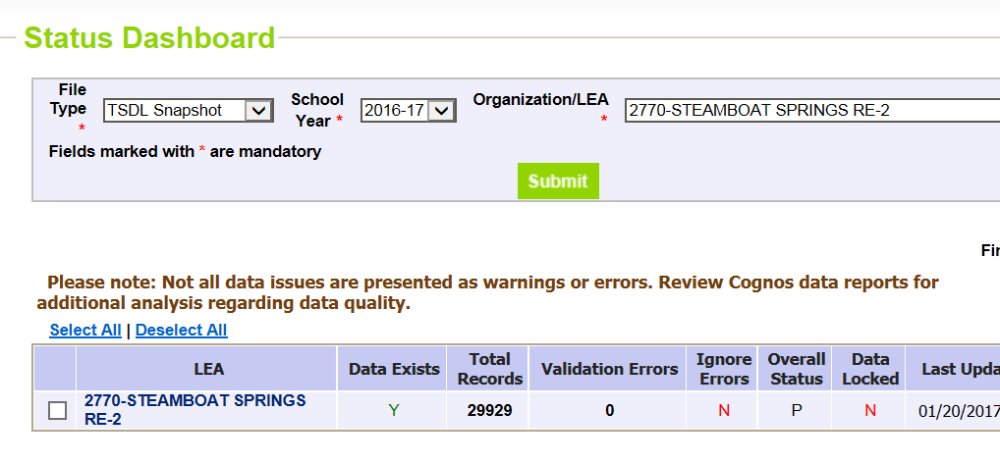 Status Dashboard
File Type * TSDL Snapshot School Year * 2016-17 Organization/LEA * 2770-STEAMBOAT SPRINGS RE-2
Fields marked with * are mandatory
Submit
Please note: Not all data issues are presented as warnings or errors. Review Cognos data reports for
additional analysis regarding data quality.
Select All | Deselect All
LEA Data Exists Total Records Validation Errors Ignore Errors Overall Status Data Locked Last
2770-STEAMBOAT SPRINGS RE-2 Y 29929 0 N P N 01/20/2017